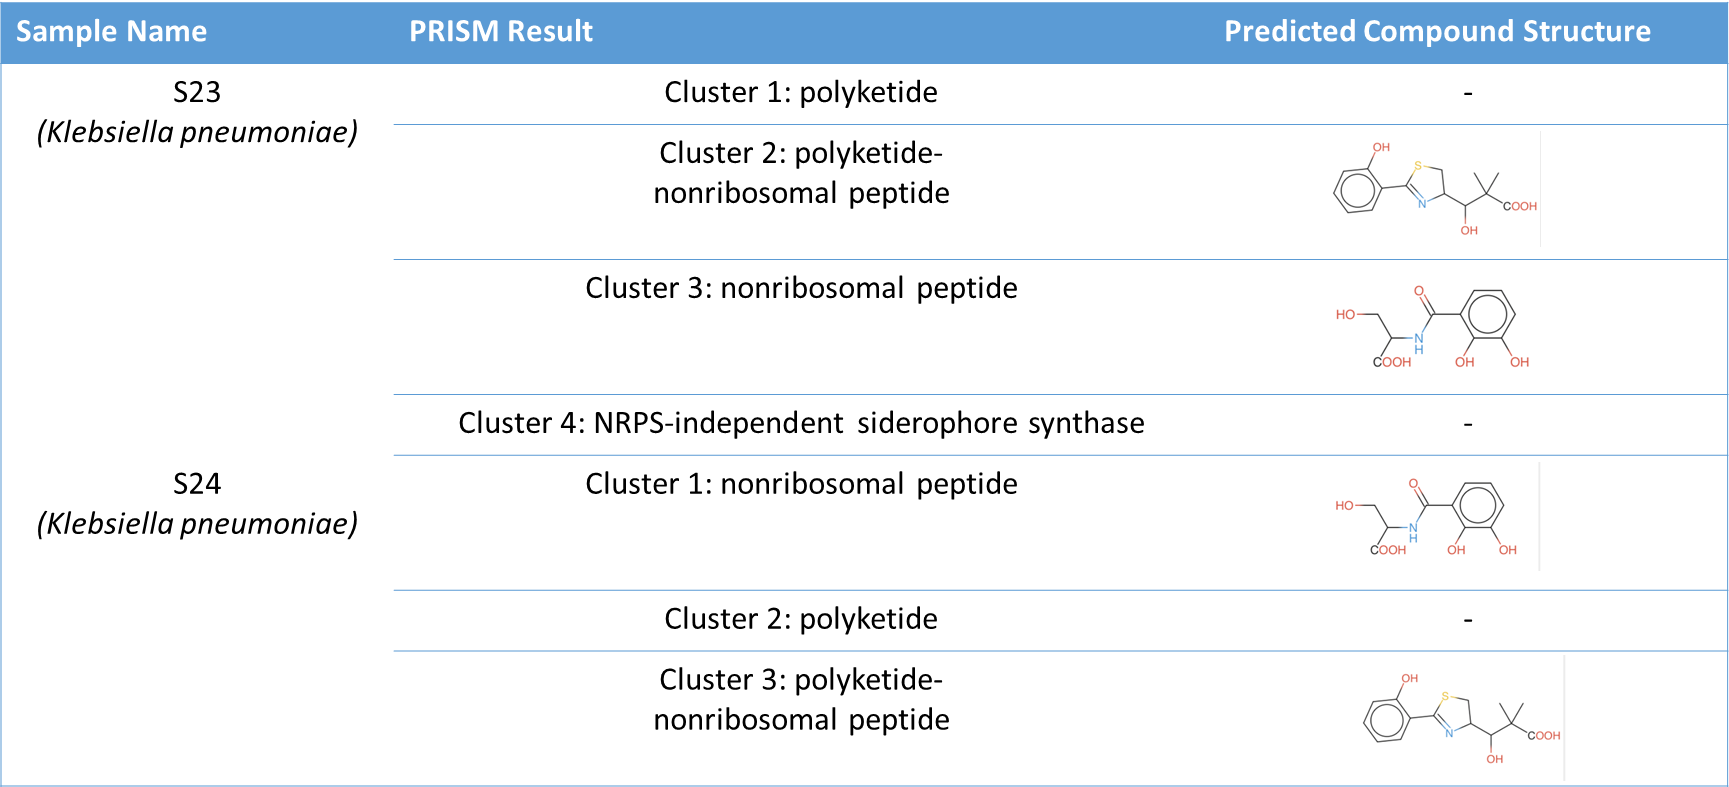 Sample Name PRISM Result Predicted Compound Structure
S23 Cluster 1: polyketide -
(Klebsiella pneumoniae)
Cluster 2: polyketide-
nonribosomal peptide
OH
S
N
COOH
OH
Cluster 3: nonribosomal peptide
O
HO
N
H
COOH OH OH
Cluster 4: NRPS-independent siderophore synthase -
S24 Cluster 1: nonribosomal peptide
(Klebsiella pneumoniae)
O
HO
N
H
COOH OH OH
Cluster 2: polyketide -
Cluster 3: polyketide-
nonribosomal peptide
OH
S
N
COOH
OH